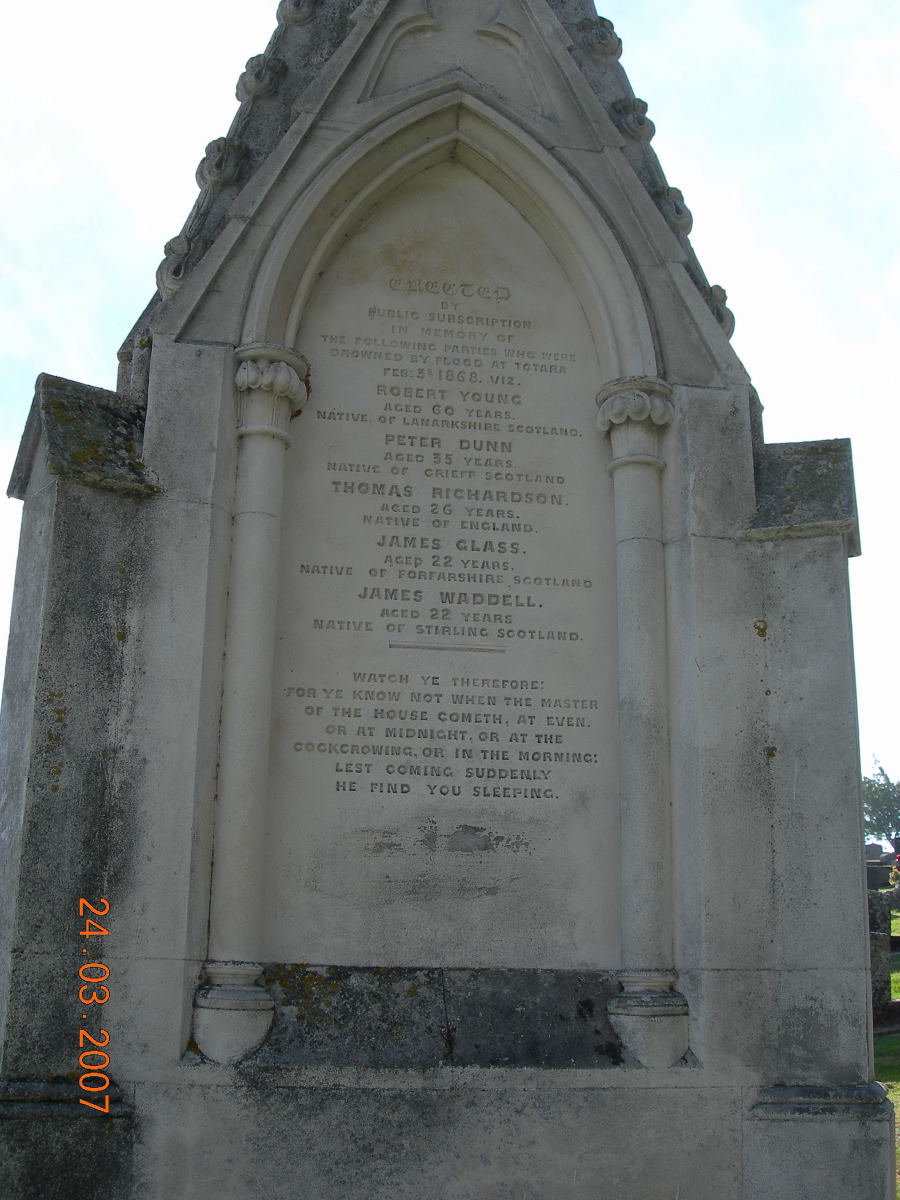 ERECTED
BY
PUBLIC SUBSCRIPTION
IN MEMORY OF
THE FOLLOWING PARTIES WHO WERE
DROWNED BY FLOOD AT TOTARA
FEB: 3D 1868. VIZ.
ROBERT YOUNG
AGED 60 YEARS.
NATIVE, OF LANARKSHIRE SCOTLAND.
PETER DUNN
AGED 35 YEARS.
NATIVE OF CRIEFF SCOTLAND
THOMAS RICHARDSON.
AGED 26 YEARS.
NATIVE OF ENGLAND.
JAMES GLASS.
AGED 22 YEARS.
NATIVE OF FORFARSHIRE SCOTLAND
JAMES WADDELL.
AGED 22 YEARS
NATIVE OF STIRLING SCOTLAND.
WATCH YE THEREFORE:
FOR YE KNOW NOT WHEN THE MASTER
OF THE HOUSE COMETH, AT EVEN.
OR AT MIDNIGHT, OR AT THE
COCKCROWING, OR IN THE MORNING:
LEST COMING SUDDENLY
HE FIND YOU SLEEPING.
24.03.2007